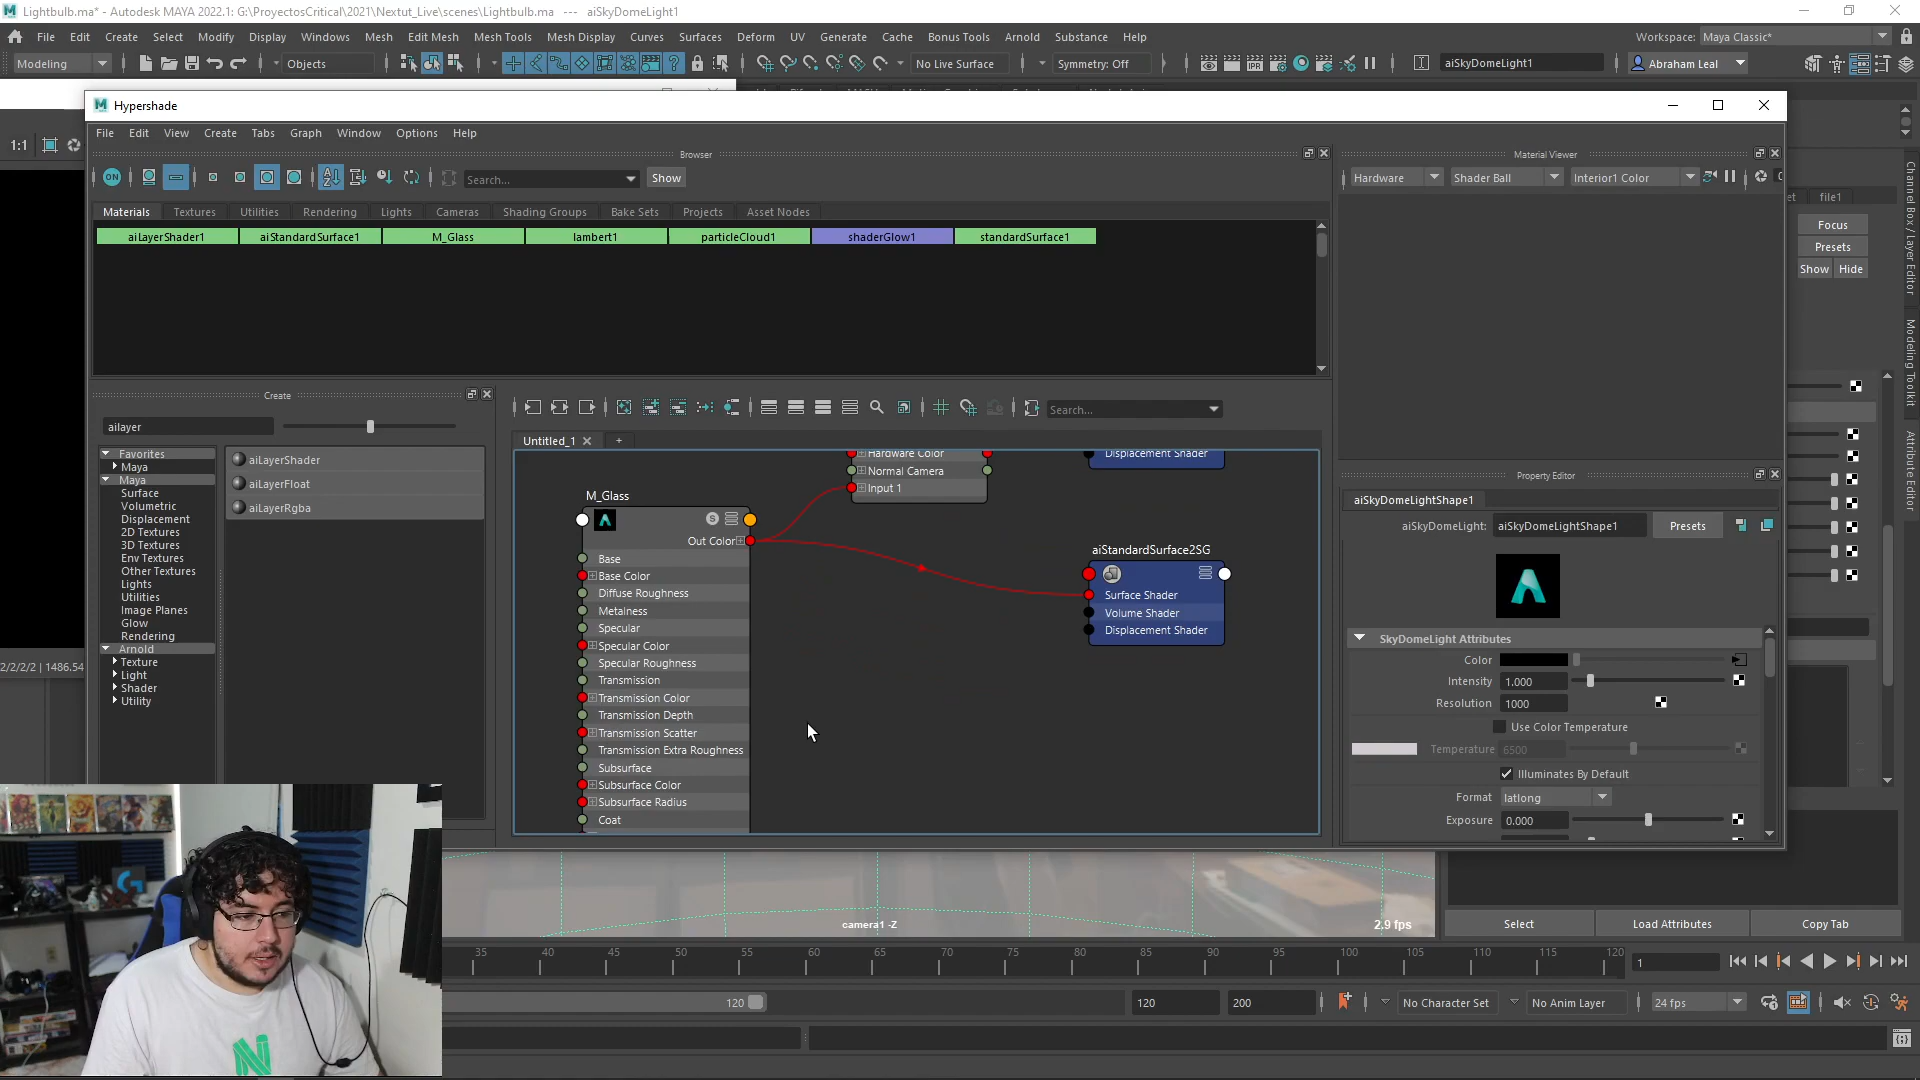 Lightbulb.ma* - Autodesk MAYA 2022.1: G:\ProyectosCritical\2021\Nextut_Live\scenes\Lightbulb.ma --- aiSkyDomeLight1
File Edit Create Select Modify Display Windows Mesh Edit Mesh Mesh Tools Mesh Display Curves Surfaces Deform UV Generate Cache Bonus Tools Arnold Substance Help
Workspace: Maya Classic*
Modeling Objects No Live Surface Symmetry: Off aiSkyDomeLight1 Abraham Leal
Hypershade
File Edit View Create Tabs Graph Window Options Help
1:1
Browser
Material Viewer
ON Search... Show
Hardware Shader Ball Interior1 Color
Materials Textures Utilities Rendering Lights Cameras Shading Groups Bake Sets Projects Asset Nodes
file1
aiLayerShader1 aiStandardSurface1 M_Glass lambert1 particleCloud1 shaderGlow1 standardSurface1
Focus
Presets
Show Hide
Channel Box / Layer Editor
Modeling Toolkit
Attribute Editor
Create
ailayer
Search...
Untitled_1 +
Favorites
Maya
Maya
Surface
Volumetric
Displacement
2D Textures
3D Textures
Env Textures
Other Textures
Lights
Utilities
Image Planes
Glow
Rendering
Arnold
Texture
Light
Shader
Utility
aiLayerShader
aiLayerFloat
aiLayerRgba
Hardware Color
Normal Camera
Input 1
Displacement Shader
M_Glass
Out Color
Base
Base Color
Diffuse Roughness
Metalness
Specular
Specular Color
Specular Roughness
Transmission
Transmission Color
Transmission Depth
Transmission Scatter
Transmission Extra Roughness
Subsurface
Subsurface Color
Subsurface Radius
Coat
aiStandardSurface2SG
Surface Shader
Volume Shader
Displacement Shader
Property Editor
aiSkyDomeLightShape1
aiSkyDomeLight: aiSkyDomeLightShape1 Presets
SkyDomeLight Attributes
Color
Intensity 1.000
Resolution 1000
Use Color Temperature
Temperature 6500
Illuminates By Default
Format latlong
Exposure 0.000
2/2/2/2 | 1486.54
camera1 -Z
2.9 fps
Select Load Attributes Copy Tab
35 40 45 50 55 60 65 70 75 80 85 90 95 100 105 110 115 120
1
120
120 200 No Character Set No Anim Layer 24 fps